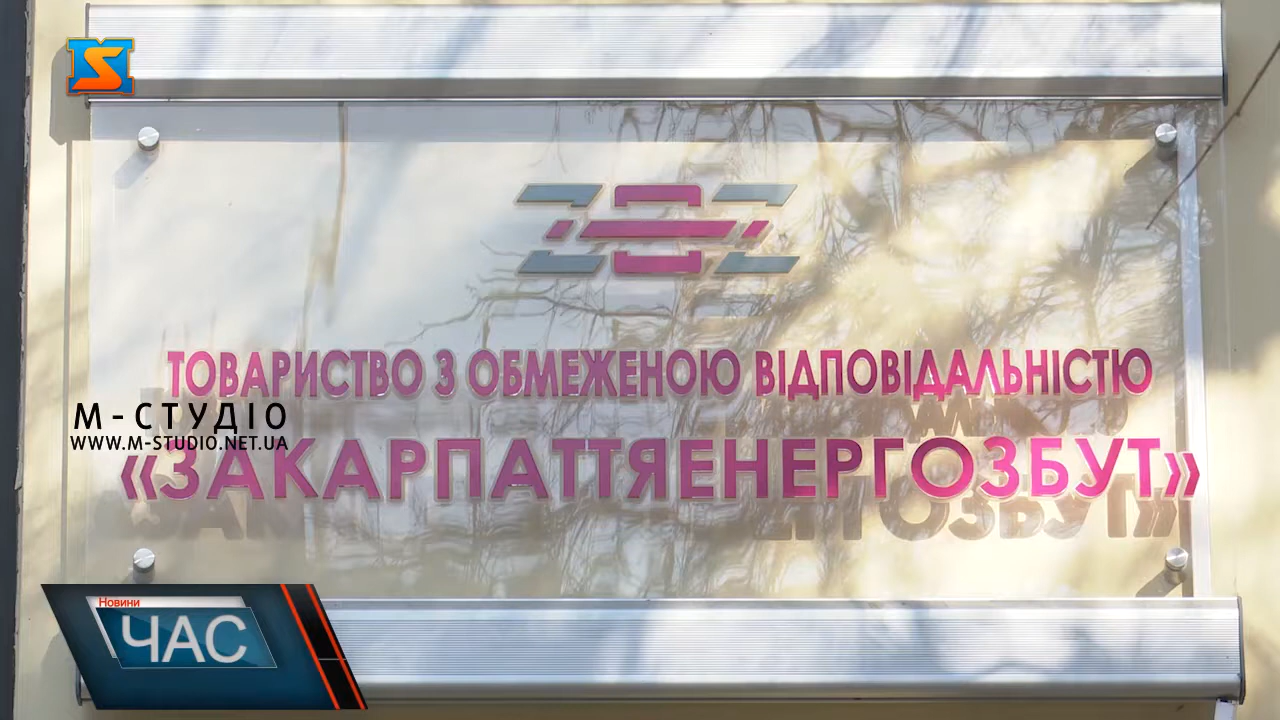 ТОВАРИСТВО З ОБМЕЖЕНОЮ ВІДПОВІДАЛЬНІСТЮ
М-СТУДІО
WWW.M-STUDIO.NET.UA
«ЗАКАРПАТТЯЕНЕРГОЗБУТ»
Новини
ЧАС